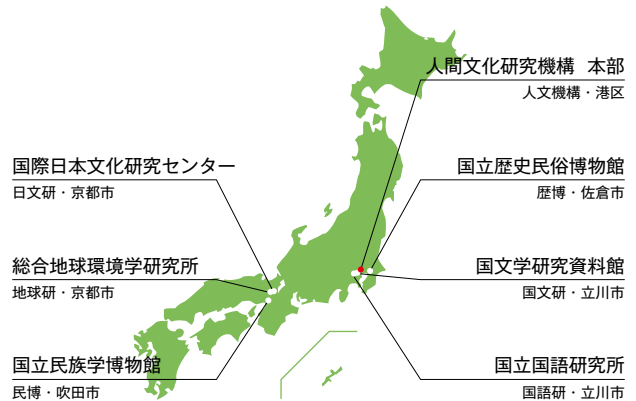 人間文化研究機構 本部
人文機構・港区
国際日本文化研究センター
日文研・京都市
国立歴史民俗博物館
歴博・佐倉市
総合地球環境学研究所
地球研・京都市
国文学研究資料館
国文研・立川市
国立民族学博物館
民博・吹田市
国立国語研究所
国語研・立川市